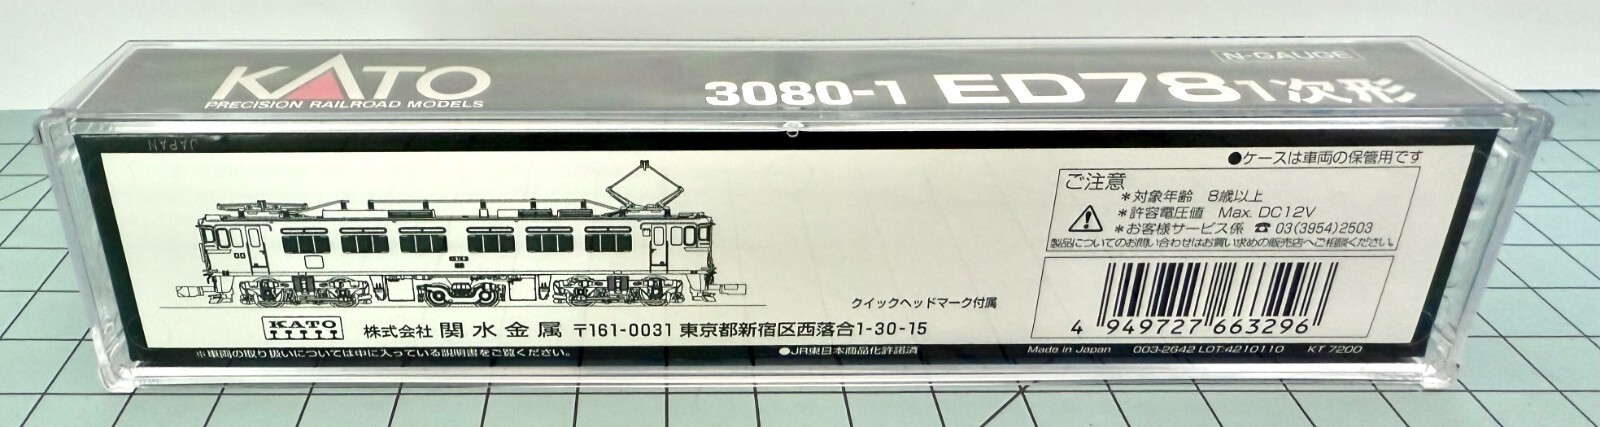 N-GAUGE
KATO 3080-1 ED78 1次形
PRECISION RAILROAD MODELS
JAPAN
●ケースは車両の保管用です
ご注意
*対象年齢 8歳以上
*許容電圧値 Max. DC12V
*お客様サービス係 ☎ 03(3954)2503
製品についてのお問い合わせはお買い求めの販売店へご相談ください。
クイックヘッドマーク付属
KATO 株式会社 関水金属 〒161-0031 東京都新宿区西落合1-30-15
4 949727 663296
※車両の取り扱いについては中に入っている説明書をご覧ください。
●JR東日本商品化許諾済
Made in Japan 003-2642 LOT:4210110 KT 7200